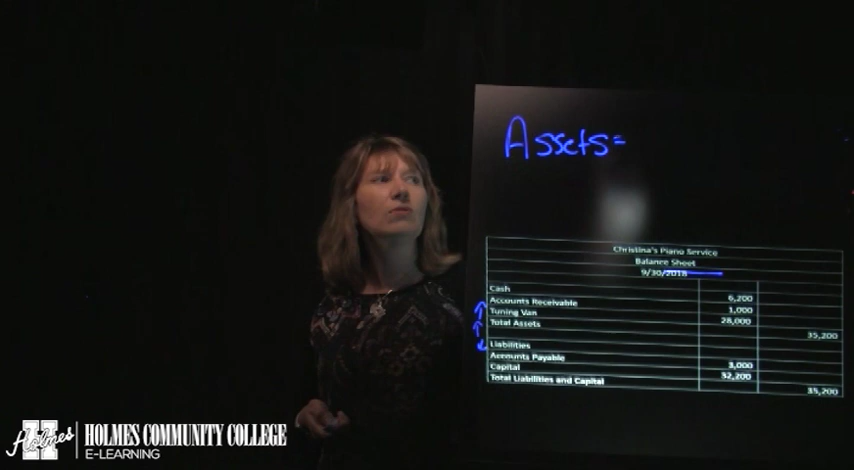 Assets=
Christina's Piano Service
Balance Sheet
9/30/2018
Cash 6,200
Accounts Receivable 1,000
Tuning Van 28,000
Total Assets 35,200
Liabilities
Accounts Payable 3,000
Capital 32,200
Total Liabilities and Capital 35,200
Holmes
H
HOLMES COMMUNITY COLLEGE
E-LEARNING